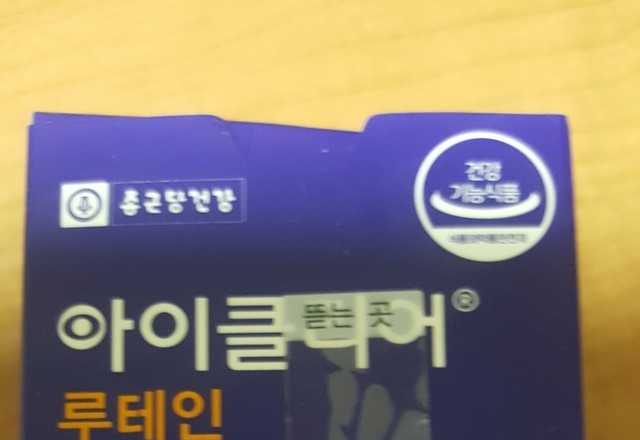 종근당건강
건강
기능식품
아이클리어®
뜯는 곳
루테인